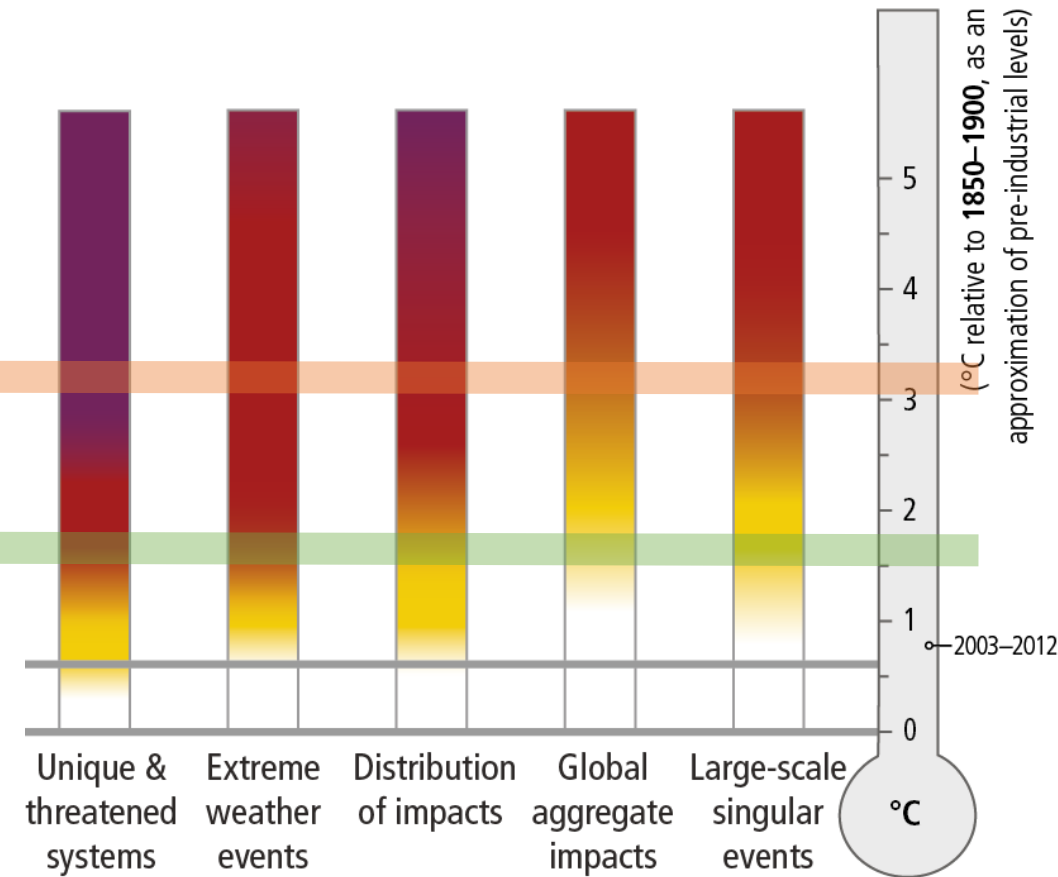 (°C relative to 1850–1900, as an
approximation of pre-industrial levels)
5
4
3
2
1
2003–2012
0
Unique &
threatened
systems
Extreme
weather
events
Distribution
of impacts
Global
aggregate
impacts
Large-scale
singular
events
°C